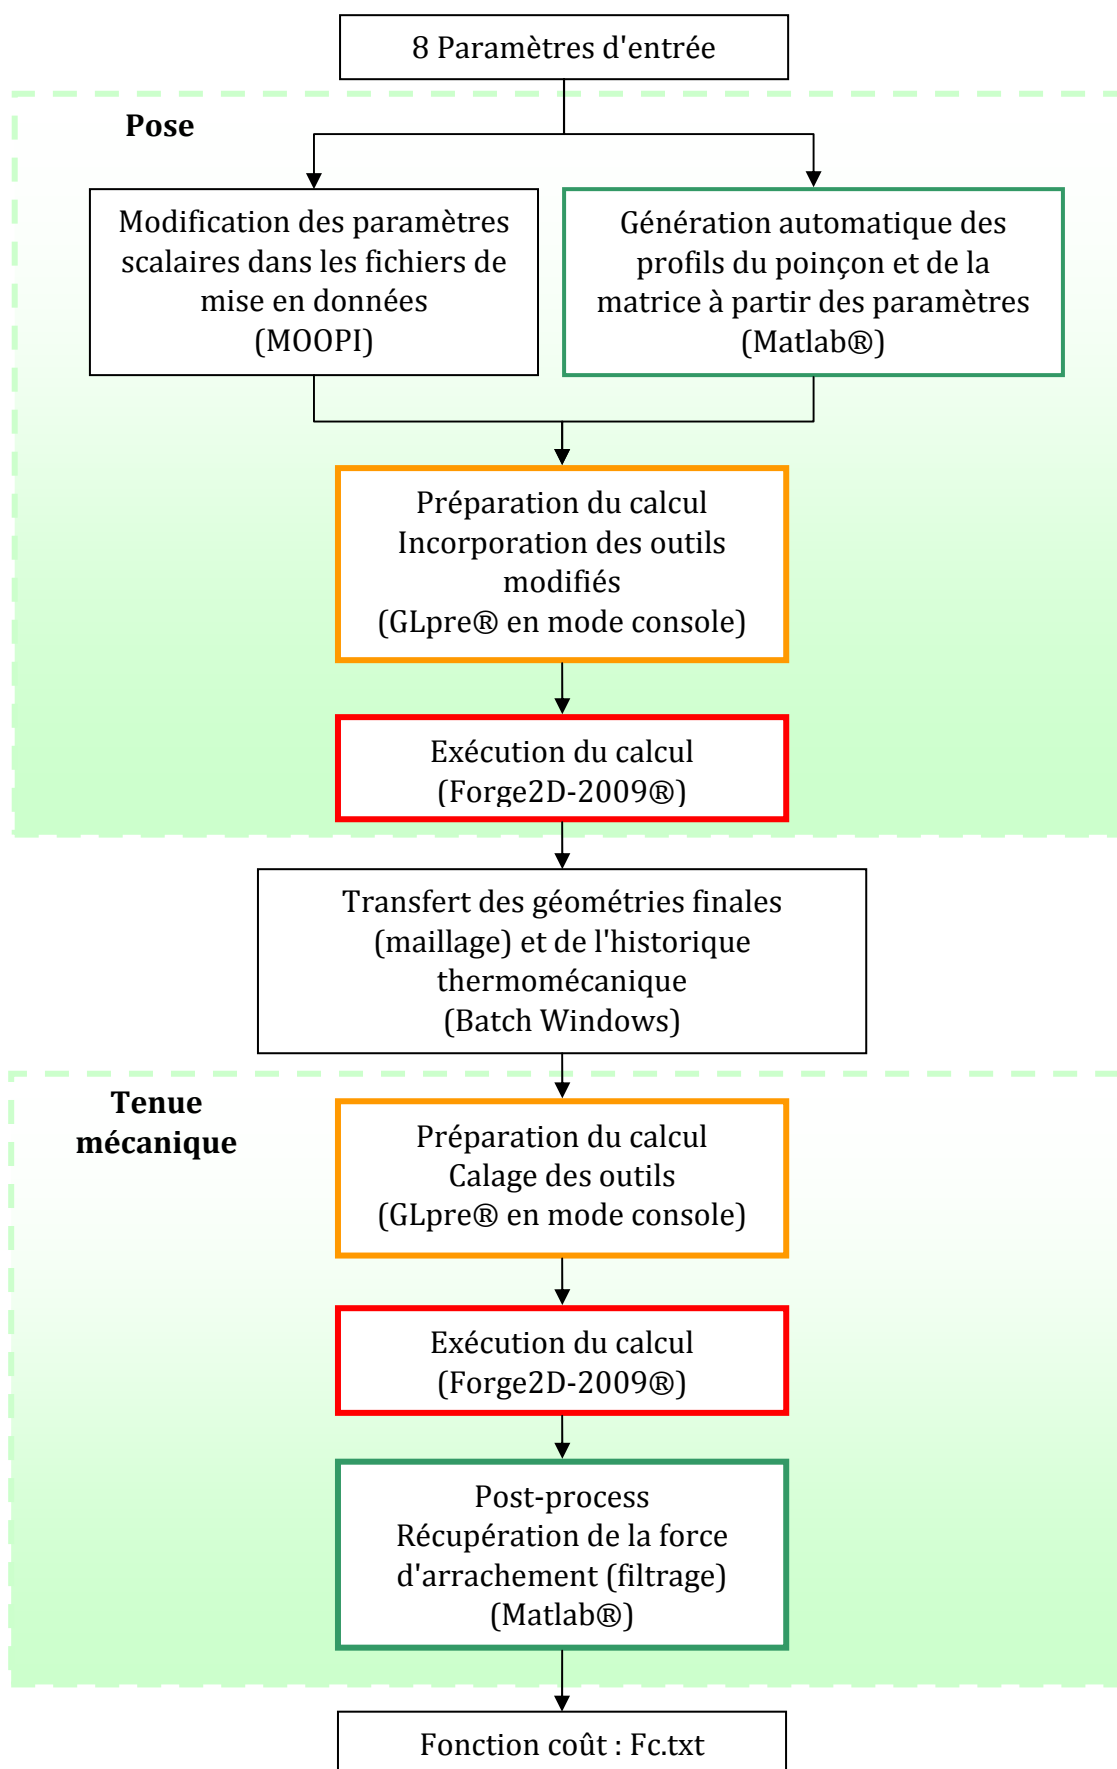 8 Paramètres d'entrée
Pose
Modification des paramètres
scalaires dans les fichiers de
mise en données
(MOOPI)
Génération automatique des
profils du poinçon et de la
matrice à partir des paramètres
(Matlab®)
Préparation du calcul
Incorporation des outils
modifiés
(GLpre® en mode console)
Exécution du calcul
(Forge2D-2009®)
Transfert des géométries finales
(maillage) et de l'historique
thermomécanique
(Batch Windows)
Tenue
mécanique
Préparation du calcul
Calage des outils
(GLpre® en mode console)
Exécution du calcul
(Forge2D-2009®)
Post-process
Récupération de la force
d'arrachement (filtrage)
(Matlab®)
Fonction coût : Fc.txt